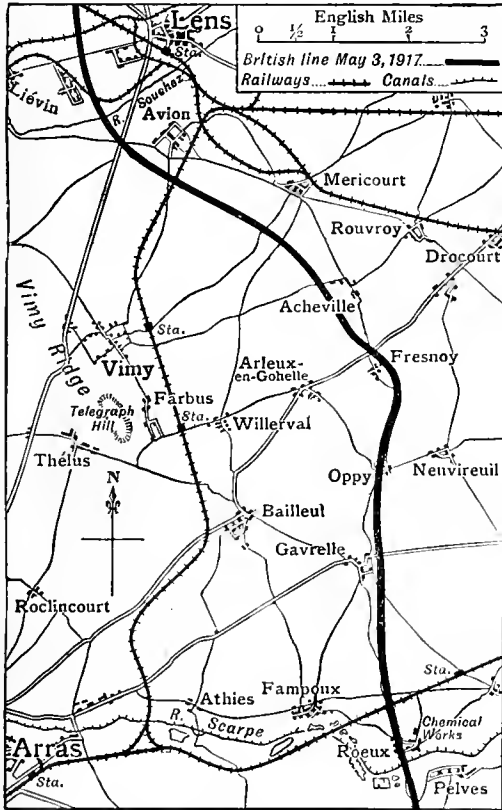 English Miles
0 ½ 1 2 3
British line May 3, 1917
Railways Canals
Lens
Sta.
Liévin
R. Souchez
Avion
Mericourt
Rouvroy
Drocourt
Acheville
Vimy Ridge
Sta.
Vimy
Arleux-
en-Gohelle
Fresnoy
Farbus
Telegraph
Hill
Sta.
Willerval
Thélus
Oppy
Neuvireuil
N
Bailleul
Gavrelle
Roclincourt
Sta.
Athies
Fampoux
R. Scarpe
Chemical
Works
Arras
Roeux
Sta.
Pelves